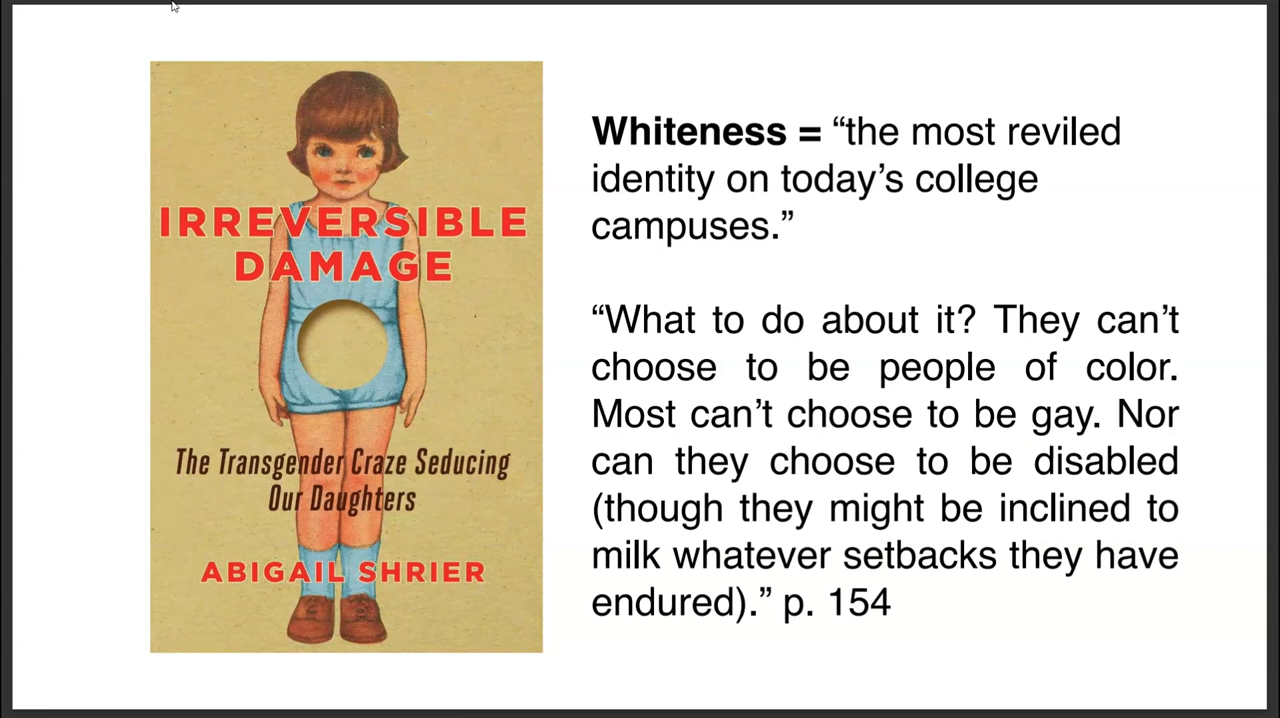 IRREVERSIBLE
DAMAGE
The Transgender Craze Seducing
Our Daughters
ABIGAIL SHRIER
Whiteness = “the most reviled
identity on today’s college
campuses.”
“What to do about it? They can’t
choose to be people of color.
Most can’t choose to be gay. Nor
can they choose to be disabled
(though they might be inclined to
milk whatever setbacks they have
endured).” p. 154